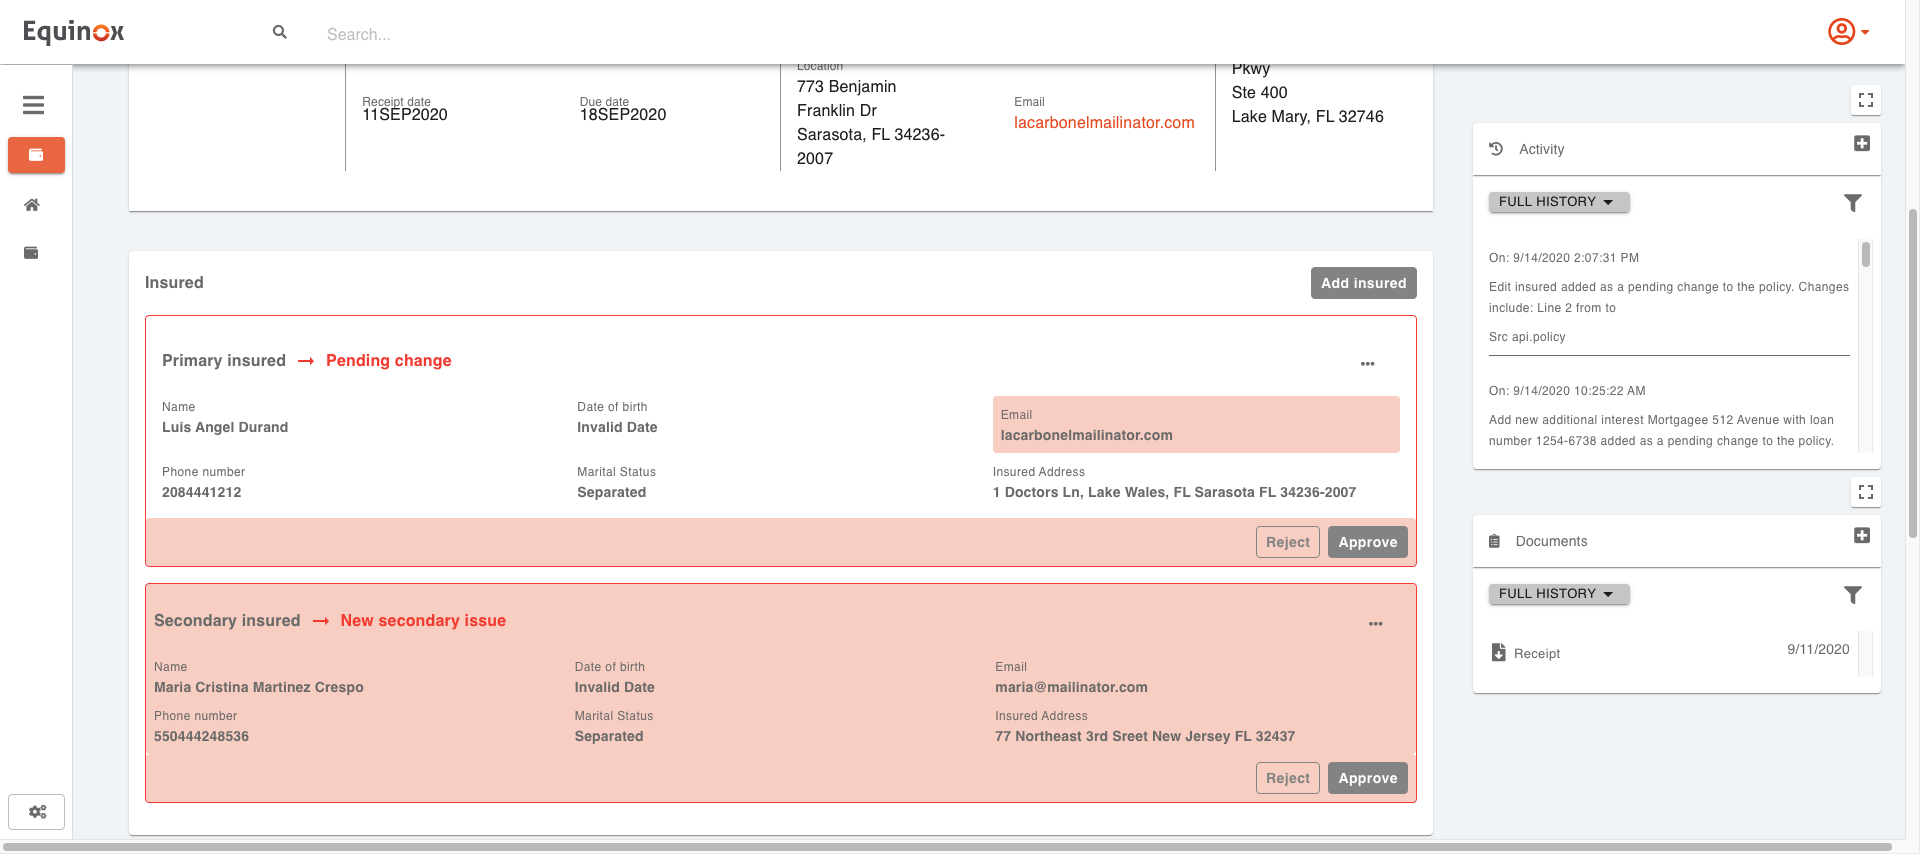 Equinox
Search...
Receipt date
11SEP2020
Due date
18SEP2020
Location
773 Benjamin
Franklin Dr
Sarasota, FL 34236-
2007
Email
lacarbonelmailinator.com
Pkwy
Ste 400
Lake Mary, FL 32746
Insured
Add insured
Primary insured → Pending change
Name
Luis Angel Durand
Date of birth
Invalid Date
Email
lacarbonelmailinator.com
Phone number
2084441212
Marital Status
Separated
Insured Address
1 Doctors Ln, Lake Wales, FL Sarasota FL 34236-2007
Reject
Approve
Secondary insured → New secondary issue
Name
Maria Cristina Martinez Crespo
Date of birth
Invalid Date
Email
maria@mailinator.com
Phone number
550444248536
Marital Status
Separated
Insured Address
77 Northeast 3rd Sreet New Jersey FL 32437
Reject
Approve
Activity
FULL HISTORY
On: 9/14/2020 2:07:31 PM
Edit insured added as a pending change to the policy. Changes
include: Line 2 from to
Src api.policy
On: 9/14/2020 10:25:22 AM
Add new additional interest Mortgagee 512 Avenue with loan
number 1254-6738 added as a pending change to the policy.
Documents
FULL HISTORY
Receipt
9/11/2020